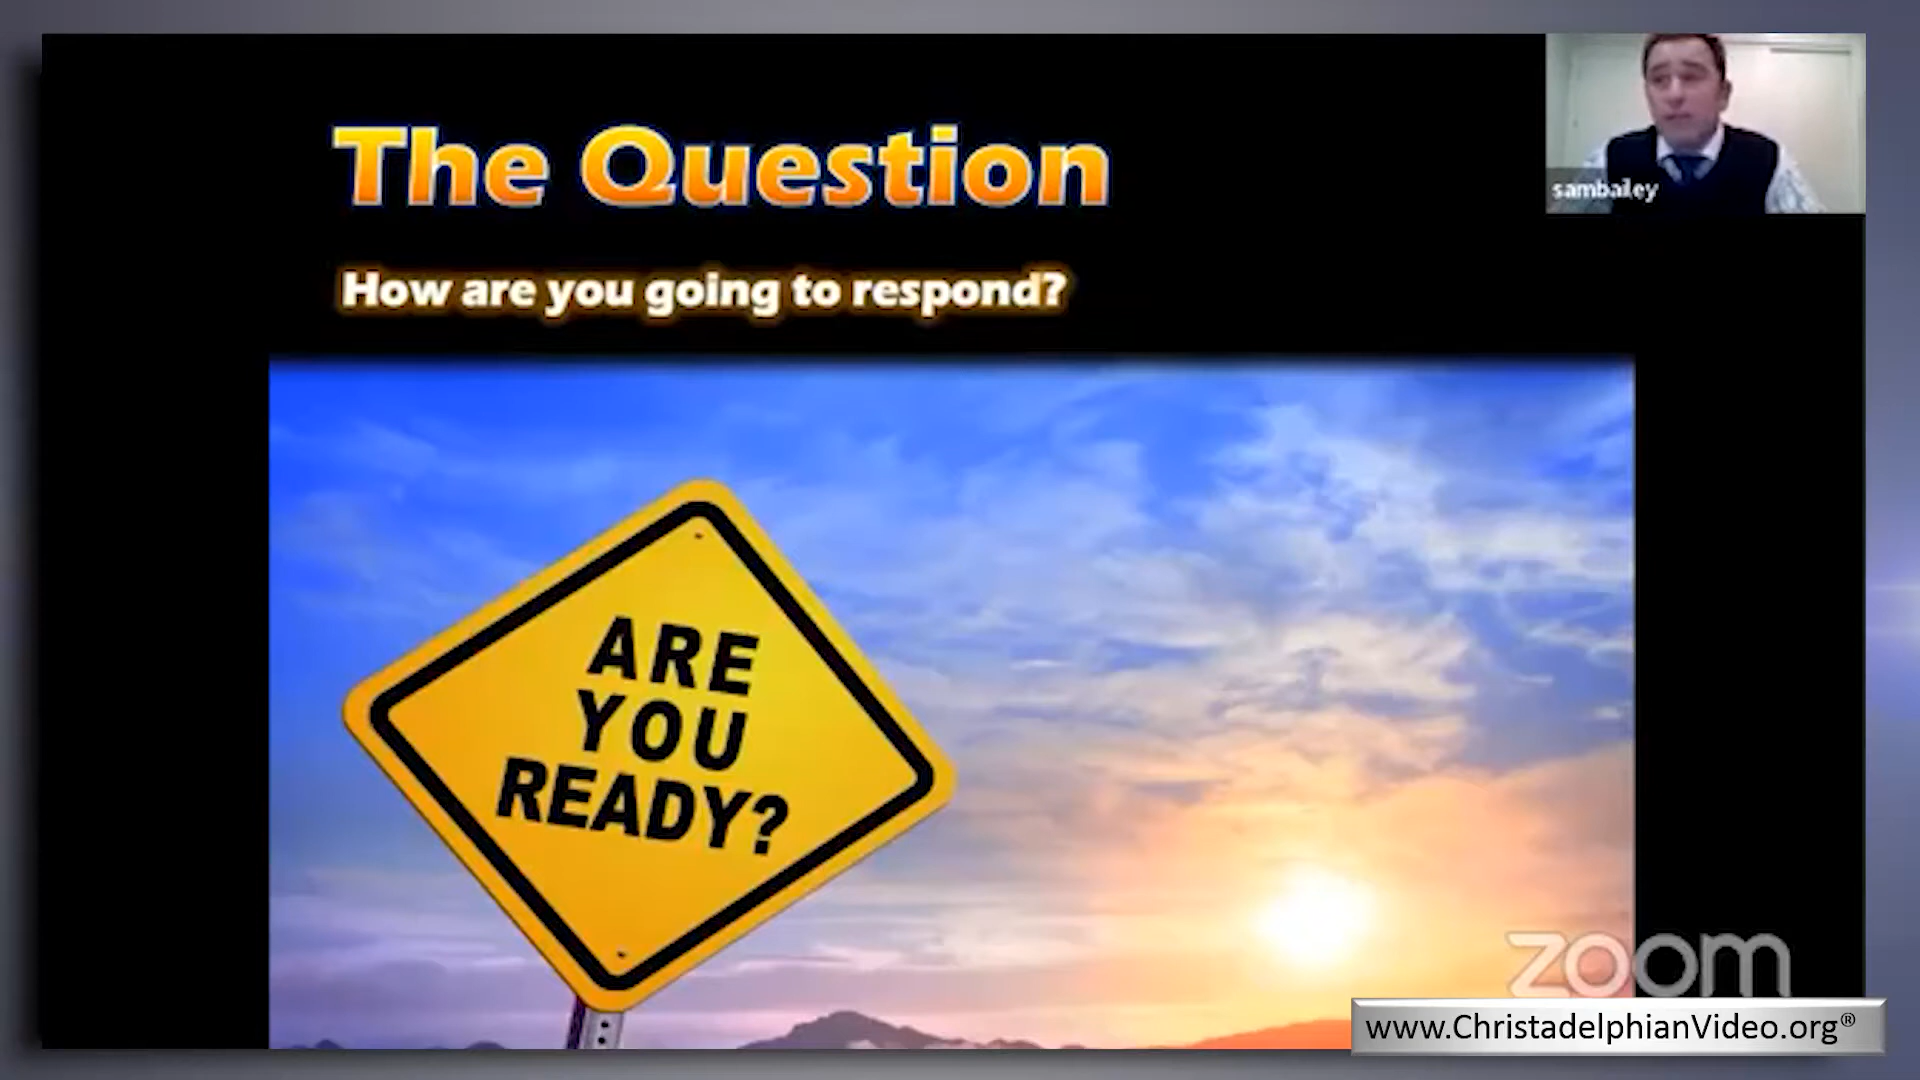 The Question
sambailey
How are you going to respond?
ARE
YOU
READY?
zoom
www.ChristadelphianVideo.org®